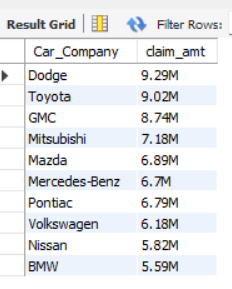 Result Grid Filter Rows:
Car_Company claim_amt
Dodge 9.29M
Toyota 9.02M
GMC 8.74M
Mitsubishi 7.18M
Mazda 6.89M
Mercedes-Benz 6.7M
Pontiac 6.79M
Volkswagen 6.18M
Nissan 5.82M
BMW 5.59M